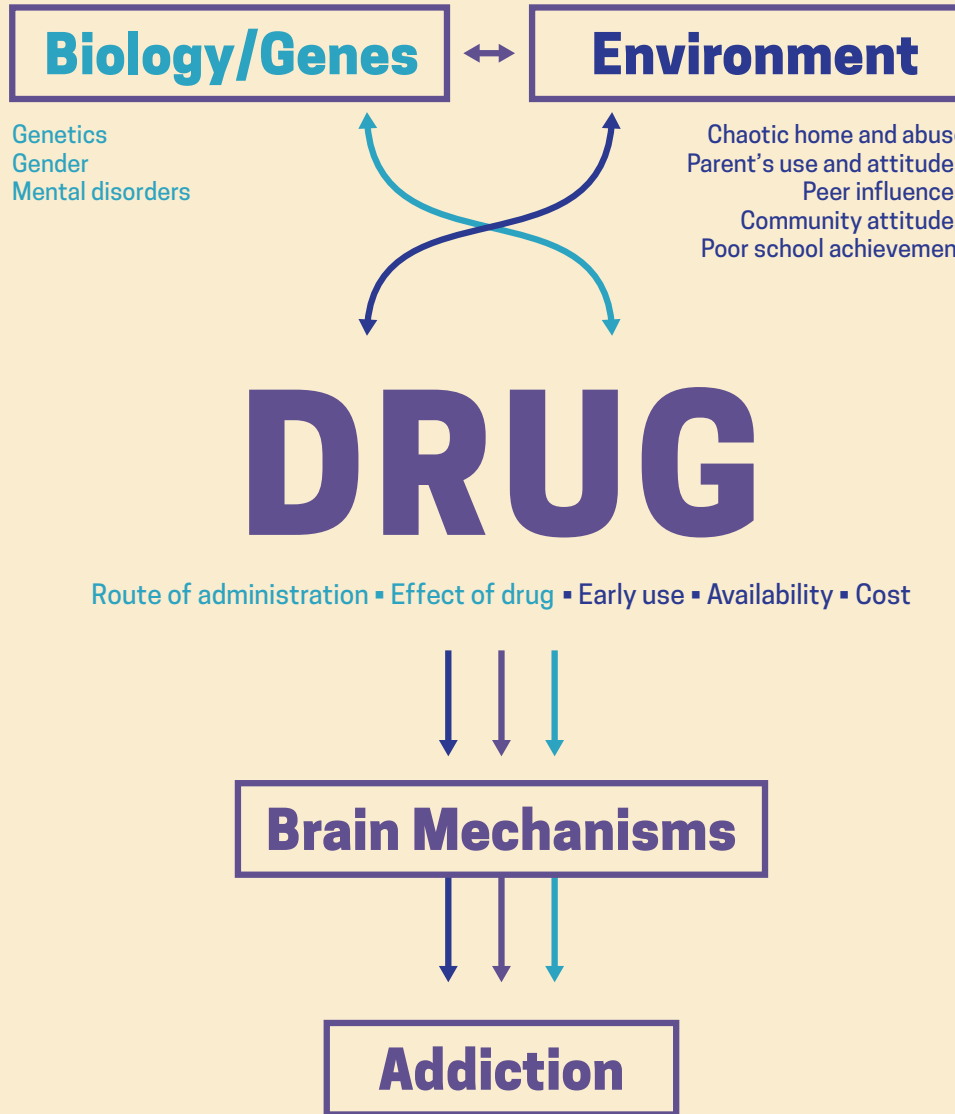 Biology/Genes
Environment
Genetics
Gender
Mental disorders
Chaotic home and abuse
Parent's use and attitude
Peer influence
Community attitude
Poor school achievemen
DRUG
Route of administration ▪ Effect of drug ▪ Early use ▪ Availability ▪ Cost
Brain Mechanisms
Addiction